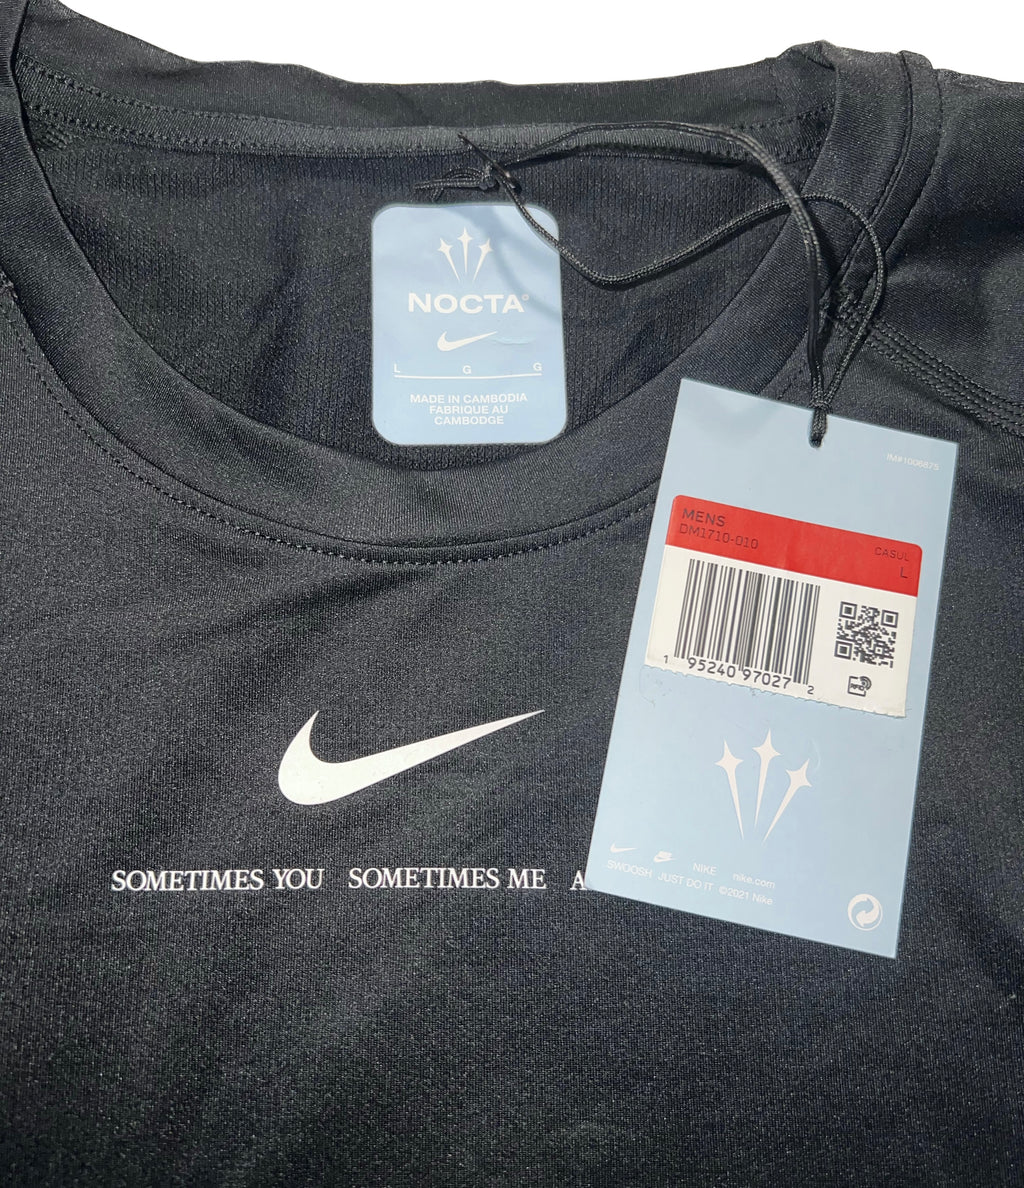 NOCTA®
L G G
MADE IN CAMBODIA
FABRIQUE AU
CAMBODGE
IM#1006875
MENS
DM1710-010
CASUL
L
1 95240 97027 2
RFID
SOMETIMES YOU SOMETIMES ME A
NIKE nike.com
SWOOSH JUST DO IT ©2021 Nike